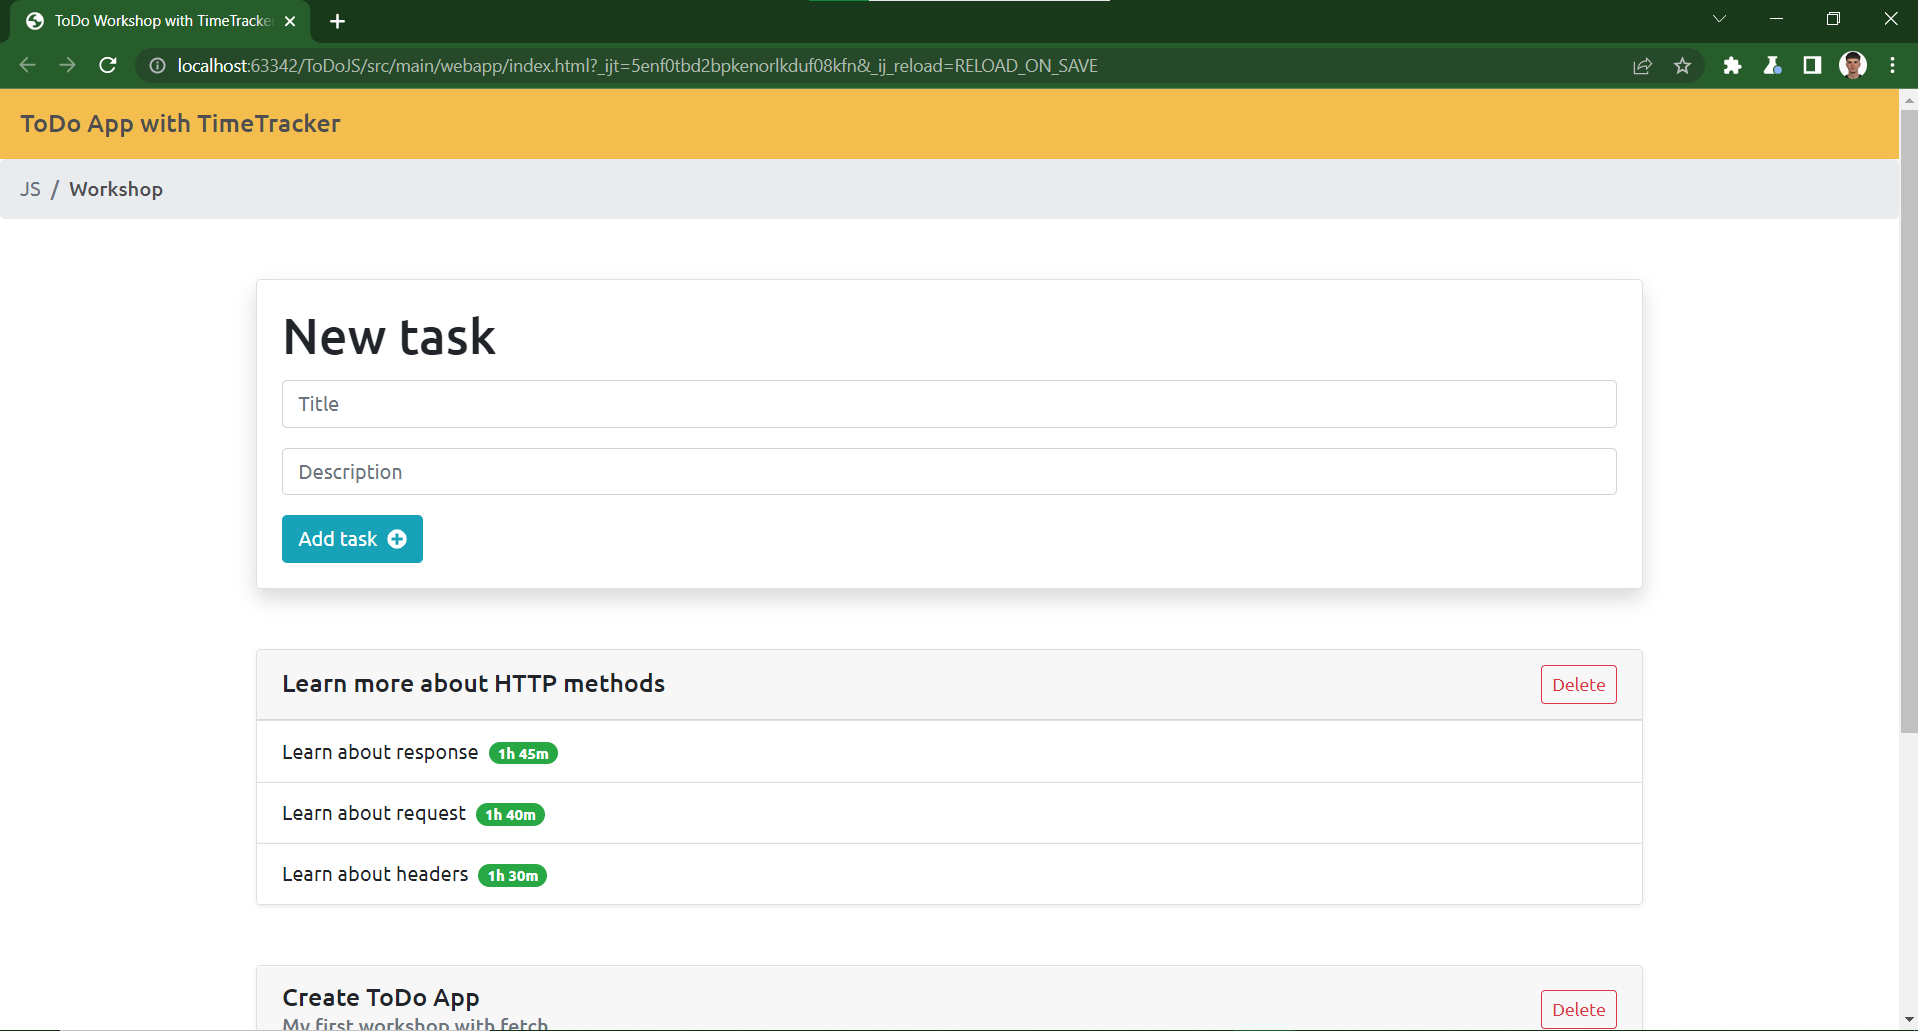 ToDo Workshop with TimeTracke
localhost:63342/ToDoJS/src/main/webapp/index.html?_ijt=5enf0tbd2bpkenorlkduf08kfn&_ij_reload=RELOAD_ON_SAVE
ToDo App with TimeTracker
JS / Workshop
New task
Title
Description
Add task
Learn more about HTTP methods
Delete
Learn about response 1h 45m
Learn about request 1h 40m
Learn about headers 1h 30m
Create ToDo App
Delete
My first workshop with fetch